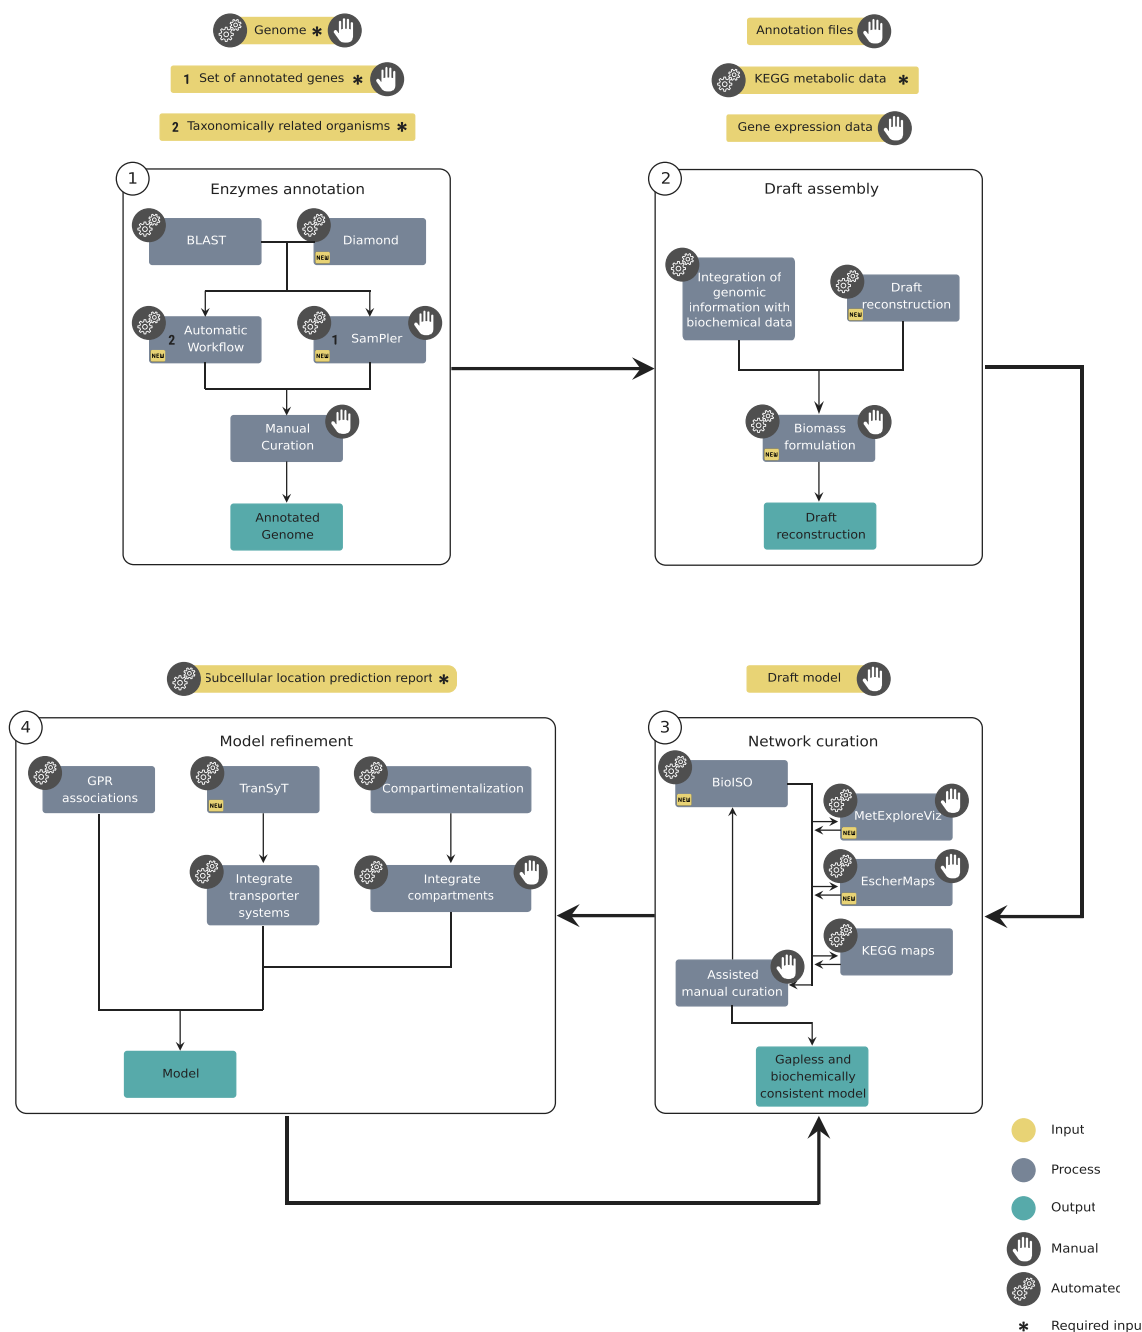 Genome *
1 Set of annotated genes *
2 Taxonomically related organisms *
Annotation files
KEGG metabolic data *
Gene expression data
1
Enzymes annotation
BLAST
Diamond
NEW
2 Automatic
Workflow
NEW
1 SamPler
NEW
Manual
Curation
Annotated
Genome
2
Draft assembly
Integration of
genomic
information with
biochemical data
Draft
reconstruction
NEW
Biomass
formulation
NEW
Draft
reconstruction
Subcellular location prediction report *
Draft model
4
Model refinement
GPR
associations
TranSyT
NEW
Compartimentalization
Integrate
transporter
systems
Integrate
compartments
Model
3
Network curation
BioISO
NEW
MetExploreViz
NEW
EscherMaps
NEW
KEGG maps
Assisted
manual curation
Gapless and
biochemically
consistent model
Input
Process
Output
Manual
Automated
* Required inpu